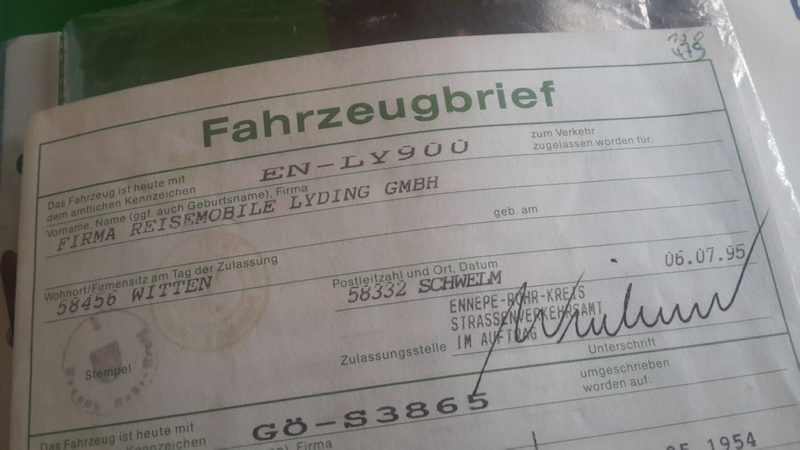 479
Fahrzeugbrief
Das Fahrzeug ist heute mit
dem amtlichen Kennzeichen
EN-LY900
zum Verkehr
zugelassen worden für:
Vorname, Name (ggf. auch Geburtsname), Firma
FIRMA REISEMOBILE LYDING GMBH
geb. am
Wohnort/Firmensitz am Tag der Zulassung
58456 WITTEN
Postleitzahl und Ort, Datum
58332 SCHWELM
06.07.95
ENNEPE-RUHR-KREIS
STRASSENVERKEHRSAMT
IM AUFTRAG
Zulassungsstelle
Unterschrift
Stempel
Das Fahrzeug ist heute mit
Kennzeichen
GÖ-S3865
umgeschrieben
worden auf:
Firma
1954